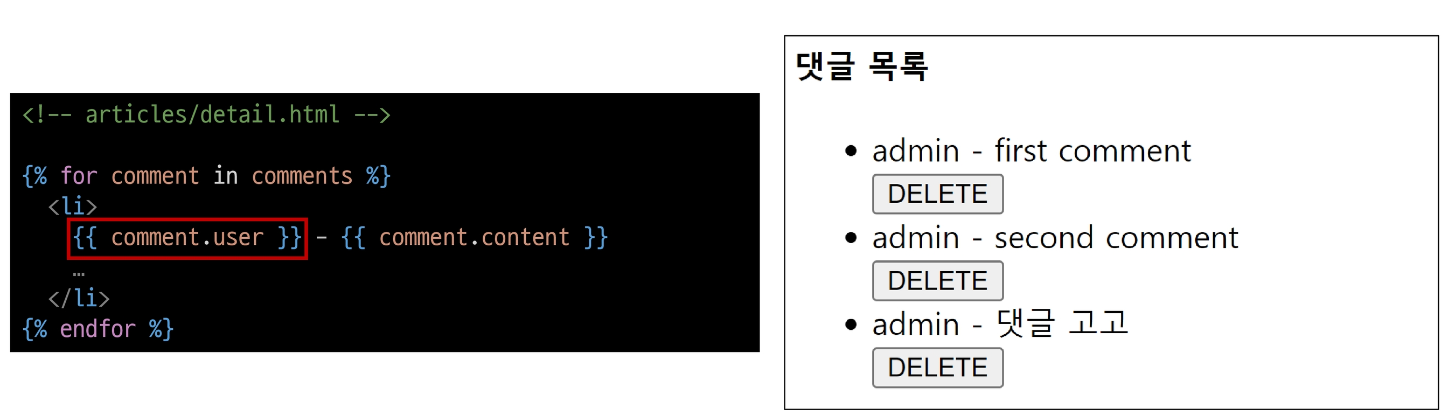 <!-- articles/detail.html -->
{% for comment in comments %}
<li>
{{ comment.user }} - {{ comment.content }}
…
</li>
{% endfor %}
댓글 목록
admin - first comment
DELETE
admin - second comment
DELETE
admin - 댓글 고고
DELETE